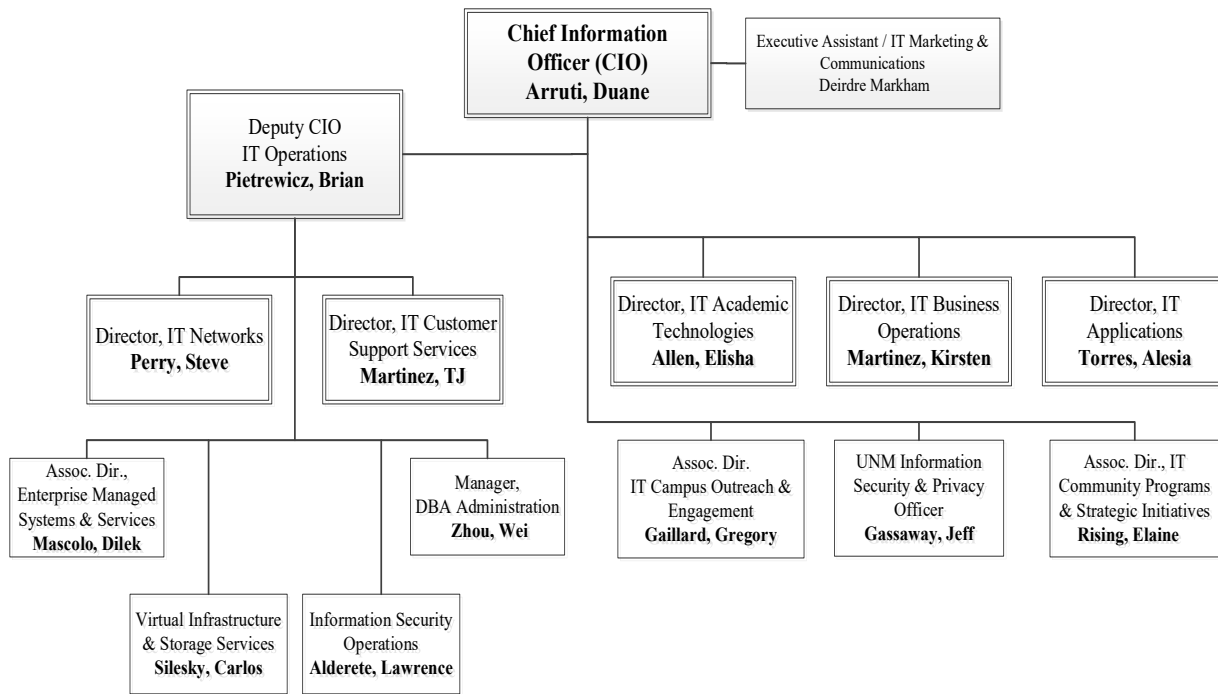 Chief Information
Officer (CIO)
Arruti, Duane
Executive Assistant / IT Marketing &
Communications
Deirdre Markham
Deputy CIO
IT Operations
Pietrewicz, Brian
Director, IT Networks
Perry, Steve
Director, IT Customer
Support Services
Martinez, TJ
Director, IT Academic
Technologies
Allen, Elisha
Director, IT Business
Operations
Martinez, Kirsten
Director, IT
Applications
Torres, Alesia
Assoc. Dir.,
Enterprise Managed
Systems & Services
Mascolo, Dilek
Manager,
DBA Administration
Zhou, Wei
Assoc. Dir.
IT Campus Outreach &
Engagement
Gaillard, Gregory
UNM Information
Security & Privacy
Officer
Gassaway, Jeff
Assoc. Dir., IT
Community Programs
& Strategic Initiatives
Rising, Elaine
Virtual Infrastructure
& Storage Services
Silesky, Carlos
Information Security
Operations
Alderete, Lawrence